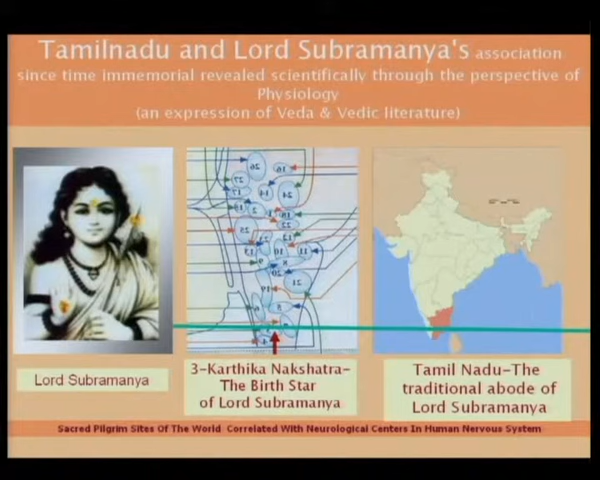 Tamilnadu and Lord Subramanya's association
since time immemorial revealed scientifically through the perspective of
Physiology
(an expression of Veda & Vedic literature)
Lord Subramanya
3-Karthika Nakshatra-
The Birth Star
of Lord Subramanya
Tamil Nadu-The
traditional abode of
Lord Subramanya
Sacred Pilgrim Sites Of The World Correlated With Neurological Centers In Human Nervous System